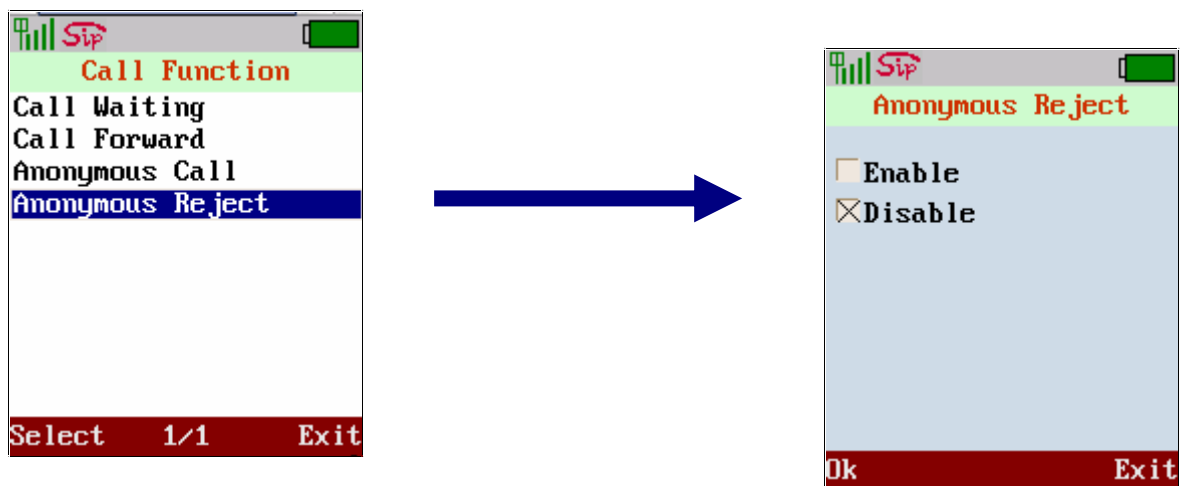 Sip
Call Function
Call Waiting
Call Forward
Anonymous Call
Anonymous Reject
Select 1/1 Exit
Sip
Anonymous Reject
Enable
Disable
Ok Exit